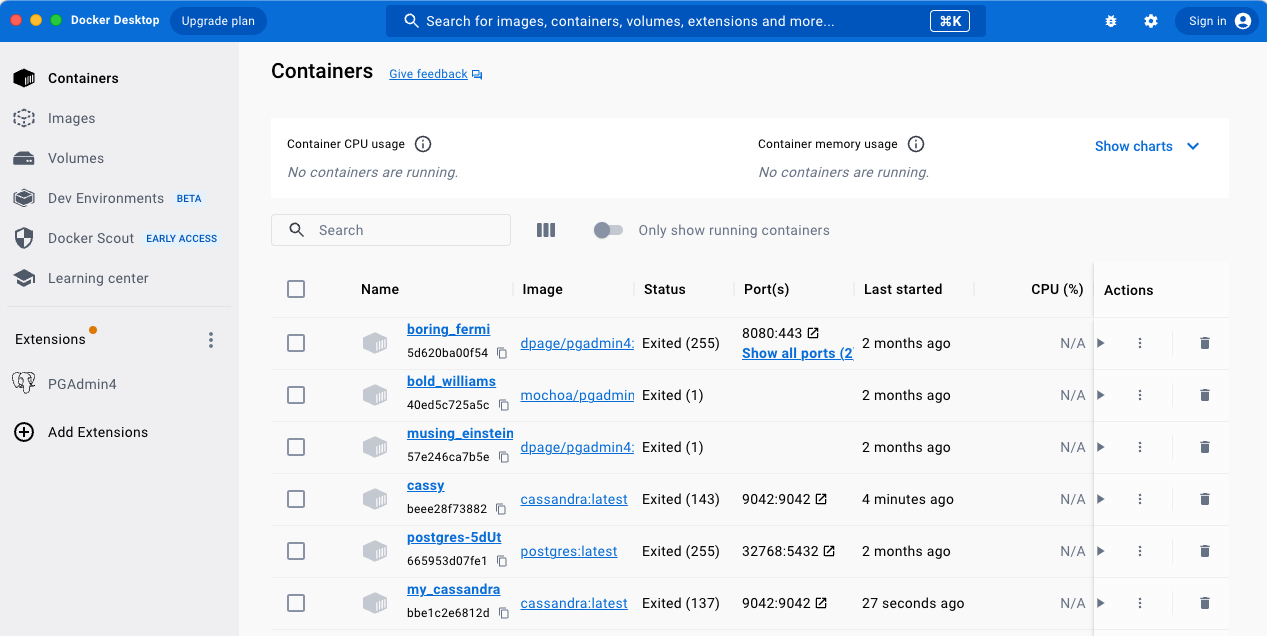 Docker Desktop
Upgrade plan
Search for images, containers, volumes, extensions and more...
⌘K
Sign in
Containers
Images
Volumes
Dev Environments BETA
Docker Scout EARLY ACCESS
Learning center
Extensions
PGAdmin4
Add Extensions
Containers
Give feedback
Container CPU usage
No containers are running.
Container memory usage
No containers are running.
Show charts
Search
Only show running containers
Name Image Status Port(s) Last started CPU (%) Actions
boring_fermi
5d620ba00f54
dpage/pgadmin4: Exited (255)
8080:443
Show all ports (2
2 months ago N/A
bold_williams
40ed5c725a5c
mochoa/pgadmin Exited (1) 2 months ago N/A
musing_einstein
57e246ca7b5e
dpage/pgadmin4: Exited (1) 2 months ago N/A
cassy
beee28f73882
cassandra:latest Exited (143) 9042:9042 4 minutes ago N/A
postgres-5dUt
665953d07fe1
postgres:latest Exited (255) 32768:5432 2 months ago N/A
my_cassandra
bbe1c2e6812d
cassandra:latest Exited (137) 9042:9042 27 seconds ago N/A